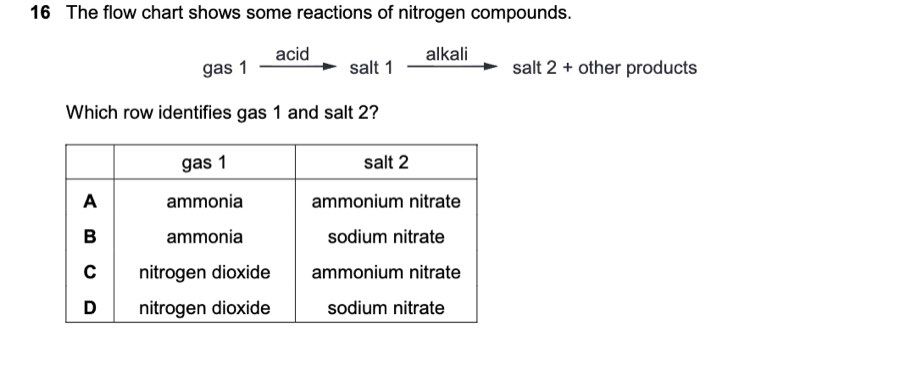 16 The flow chart shows some reactions of nitrogen compounds.
acid alkali
gas 1 salt 1 salt 2 + other products
Which row identifies gas 1 and salt 2?
gas 1 salt 2
A ammonia ammonium nitrate
B ammonia sodium nitrate
C nitrogen dioxide ammonium nitrate
D nitrogen dioxide sodium nitrate